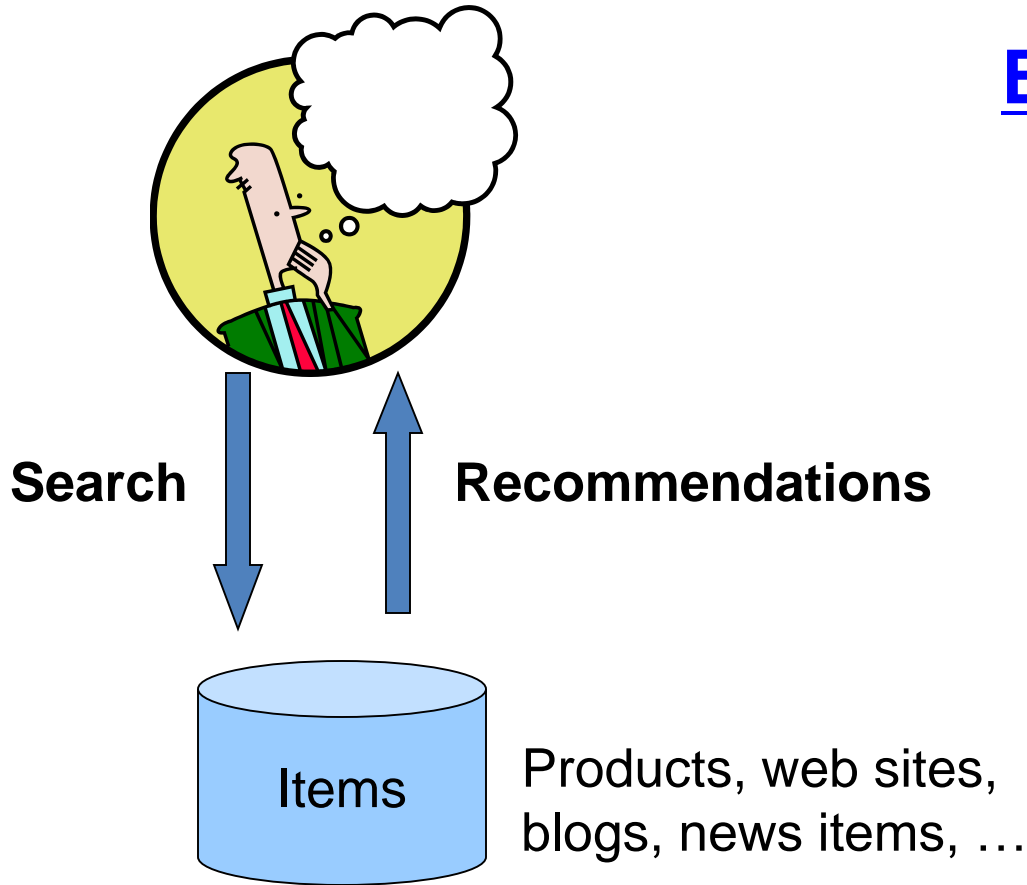 Search
Recommendations
Items
Products, web sites,
blogs, news items, …